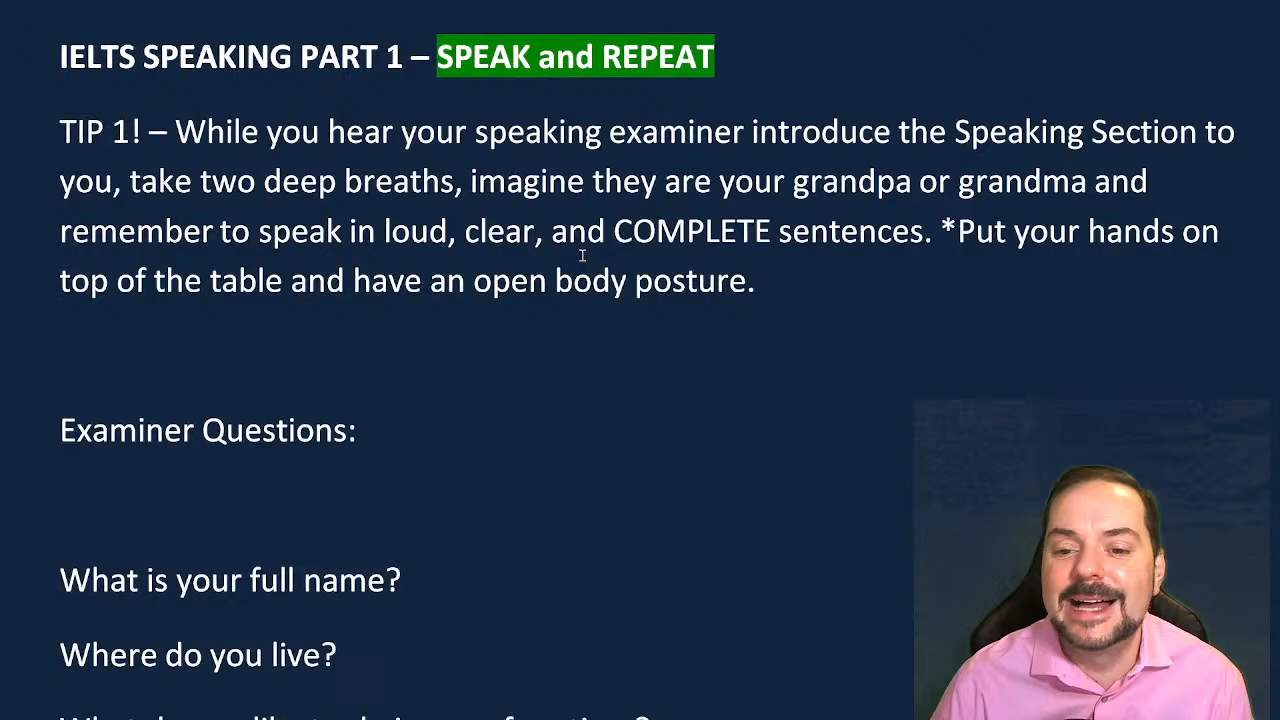 IELTS SPEAKING PART 1 – SPEAK and REPEAT
TIP 1! – While you hear your speaking examiner introduce the Speaking Section to
you, take two deep breaths, imagine they are your grandpa or grandma and
remember to speak in loud, clear, and COMPLETE sentences. *Put your hands on
top of the table and have an open body posture.
Examiner Questions:
What is your full name?
Where do you live?